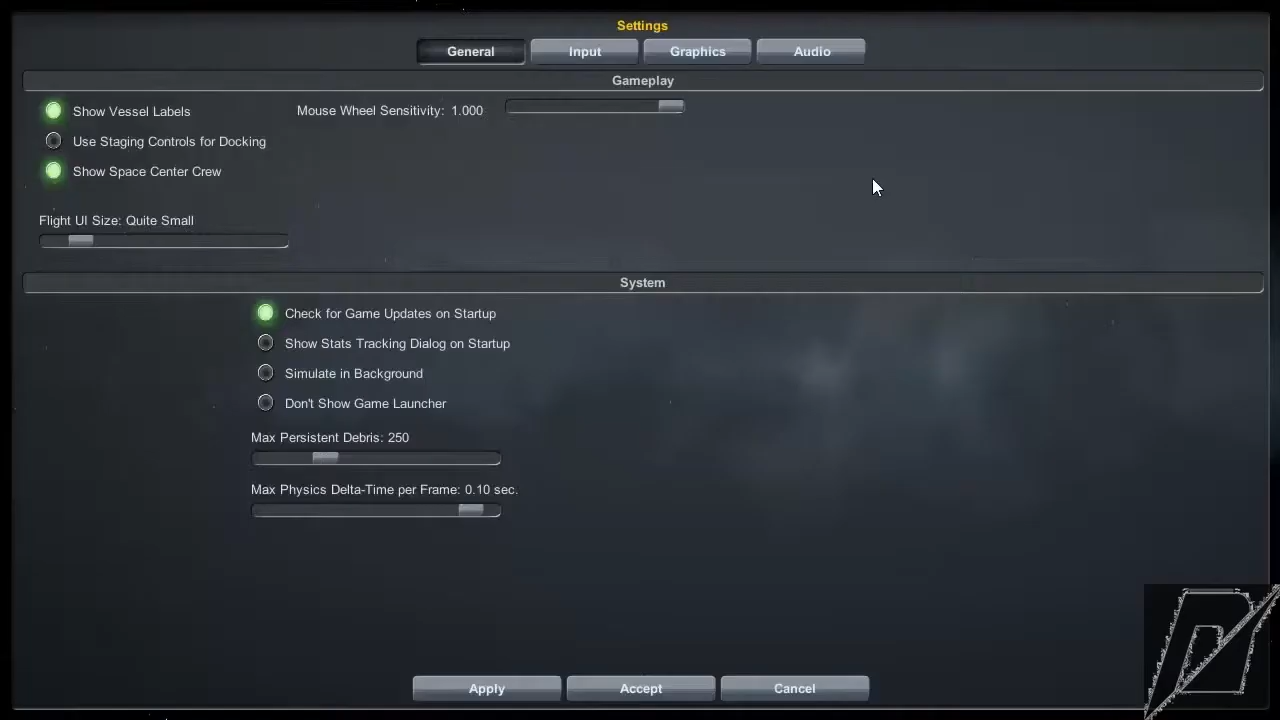 Settings
General Input Graphics Audio
Gameplay
Show Vessel Labels Mouse Wheel Sensitivity: 1.000
Use Staging Controls for Docking
Show Space Center Crew
Flight UI Size: Quite Small
System
Check for Game Updates on Startup
Show Stats Tracking Dialog on Startup
Simulate in Background
Don't Show Game Launcher
Max Persistent Debris: 250
Max Physics Delta-Time per Frame: 0.10 sec.
Apply Accept Cancel